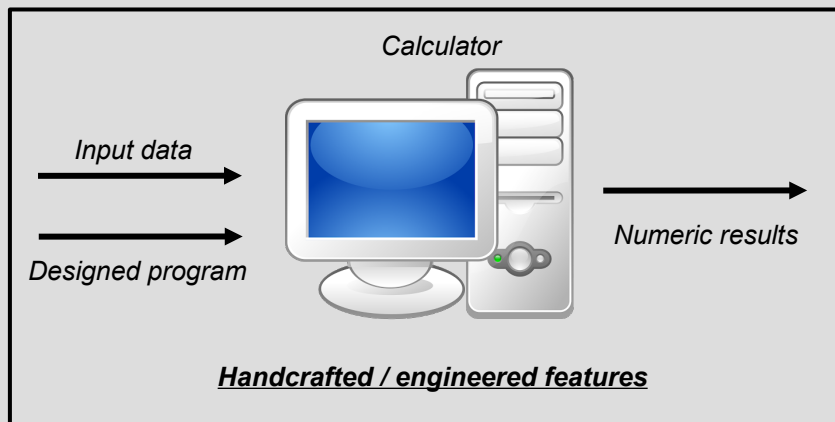 Calculator
Input data
Designed program
Numeric results
Handcrafted / engineered features